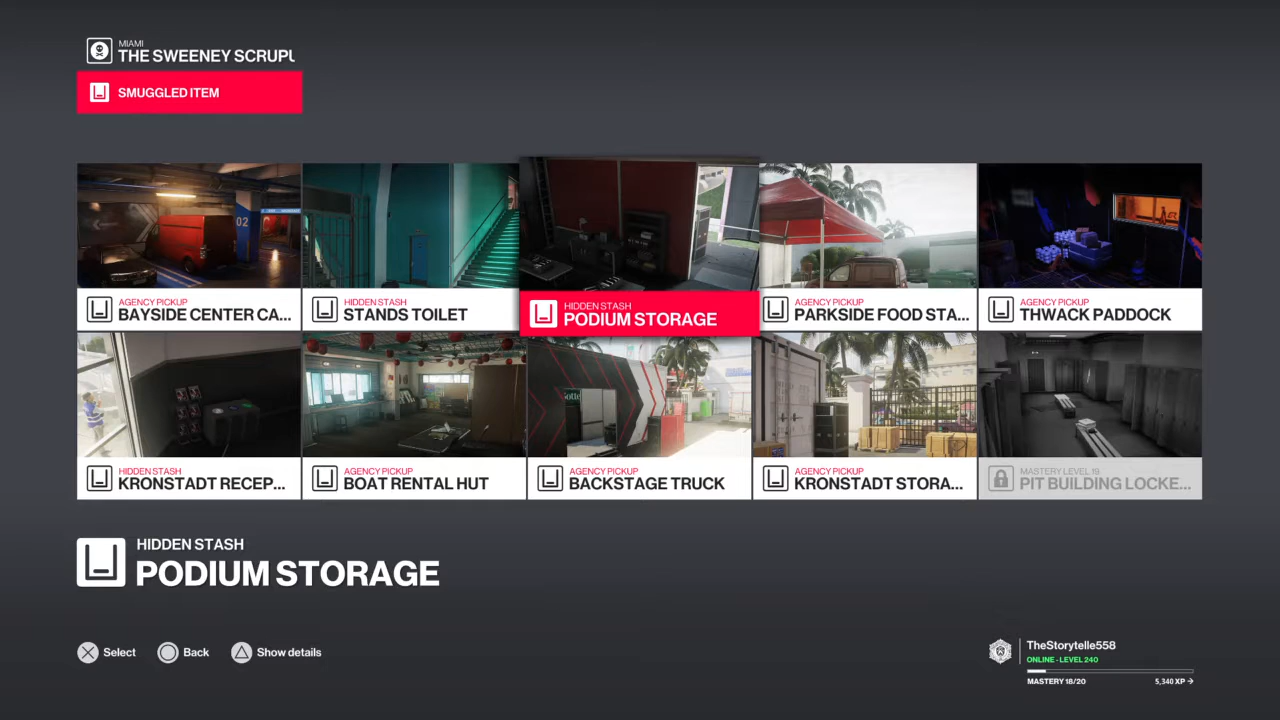 MIAMI
THE SWEENEY SCRUPL
SMUGGLED ITEM
02
AGENCY PICKUP
BAYSIDE CENTER CA...
HIDDEN STASH
STANDS TOILET
HIDDEN STASH
PODIUM STORAGE
AGENCY PICKUP
PARKSIDE FOOD STA...
AGENCY PICKUP
THWACK PADDOCK
HIDDEN STASH
KRONSTADT RECEP...
AGENCY PICKUP
BOAT RENTAL HUT
AGENCY PICKUP
BACKSTAGE TRUCK
AGENCY PICKUP
KRONSTADT STORA...
MASTERY LEVEL 19
PIT BUILDING LOCKE...
HIDDEN STASH
PODIUM STORAGE
Select
Back
Show details
TheStorytelle558
ONLINE - LEVEL 240
MASTERY 18/20
5,340 XP →